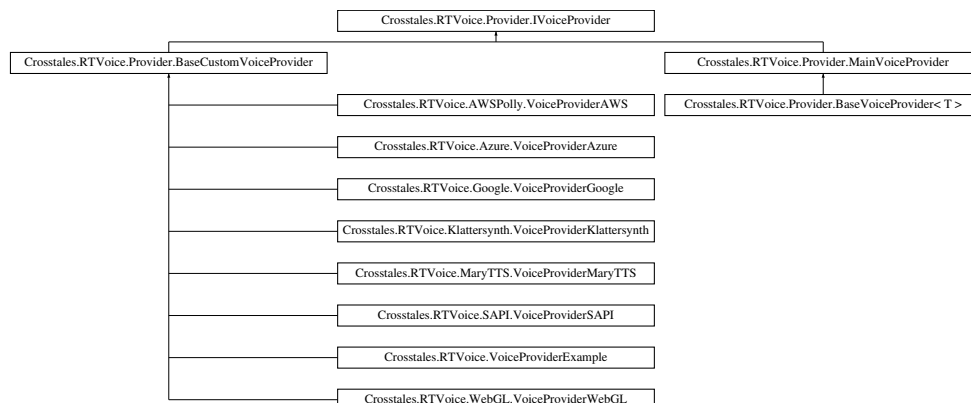 Crosstales.RTVoice.Provider.IVoiceProvider
Crosstales.RTVoice.Provider.BaseCustomVoiceProvider
Crosstales.RTVoice.Provider.MainVoiceProvider
Crosstales.RTVoice.AWSPolly.VoiceProviderAWS
Crosstales.RTVoice.Provider.BaseVoiceProvider< T >
Crosstales.RTVoice.Azure.VoiceProviderAzure
Crosstales.RTVoice.Google.VoiceProviderGoogle
Crosstales.RTVoice.Klattersynth.VoiceProviderKlattersynth
Crosstales.RTVoice.MaryTTS.VoiceProviderMaryTTS
Crosstales.RTVoice.SAPI.VoiceProviderSAPI
Crosstales.RTVoice.VoiceProviderExample
Crosstales.RTVoice.WebGL.VoiceProviderWebGL